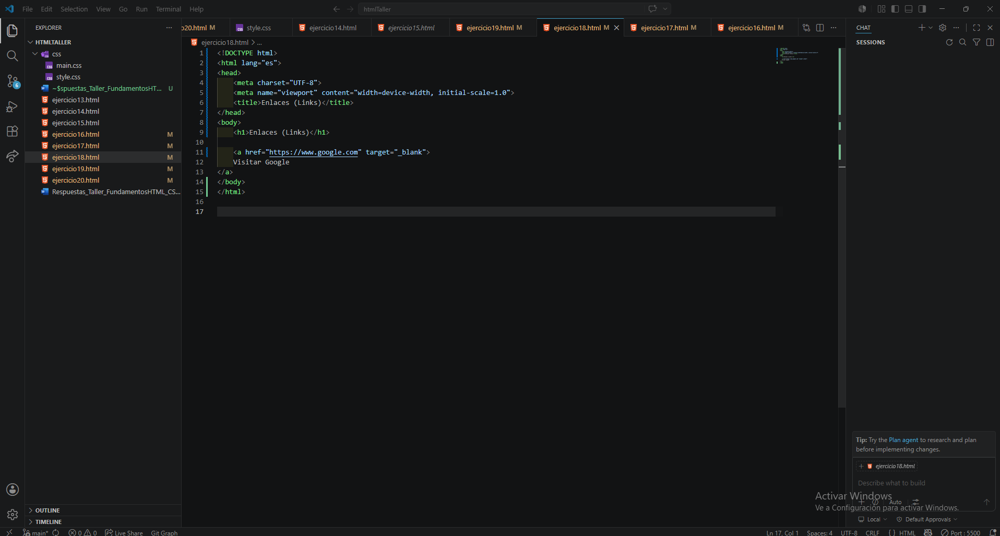 File Edit Selection View Go Run Terminal Help
htmlTaller
EXPLORER
HTMLTALLER
css
main.css
style.css
~$spuestas_Taller_FundamentosHT... U
ejercicio13.html
ejercicio14.html
ejercicio15.html
ejercicio16.html M
ejercicio17.html M
ejercicio18.html M
ejercicio19.html M
ejercicio20.html M
Respuestas_Taller_FundamentosHTML_CS...
6
OUTLINE
TIMELINE
o20.html M style.css ejercicio14.html ejercicio15.html ejercicio19.html M ejercicio18.html M ejercicio17.html M ejercicio16.html M
ejercicio18.html > ...
1 <!DOCTYPE html>
2 <html lang="es">
3 <head>
4 <meta charset="UTF-8">
5 <meta name="viewport" content="width=device-width, initial-scale=1.0">
6 <title>Enlaces (Links)</title>
7 </head>
8 <body>
9 <h1>Enlaces (Links)</h1>
10
11 <a href="https://www.google.com" target="_blank">
12 Visitar Google
13 </a>
14 </body>
15 </html>
16
17
CHAT
SESSIONS
Tip: Try the Plan agent to research and plan
before implementing changes.
ejercicio18.html
Describe what to build
Auto
Activar Windows
Ve a Configuración para activar Windows.
Local Default Approvals
main* 0 0 Live Share Git Graph
Ln 17, Col 1 Spaces: 4 UTF-8 CRLF { } HTML Port : 5500